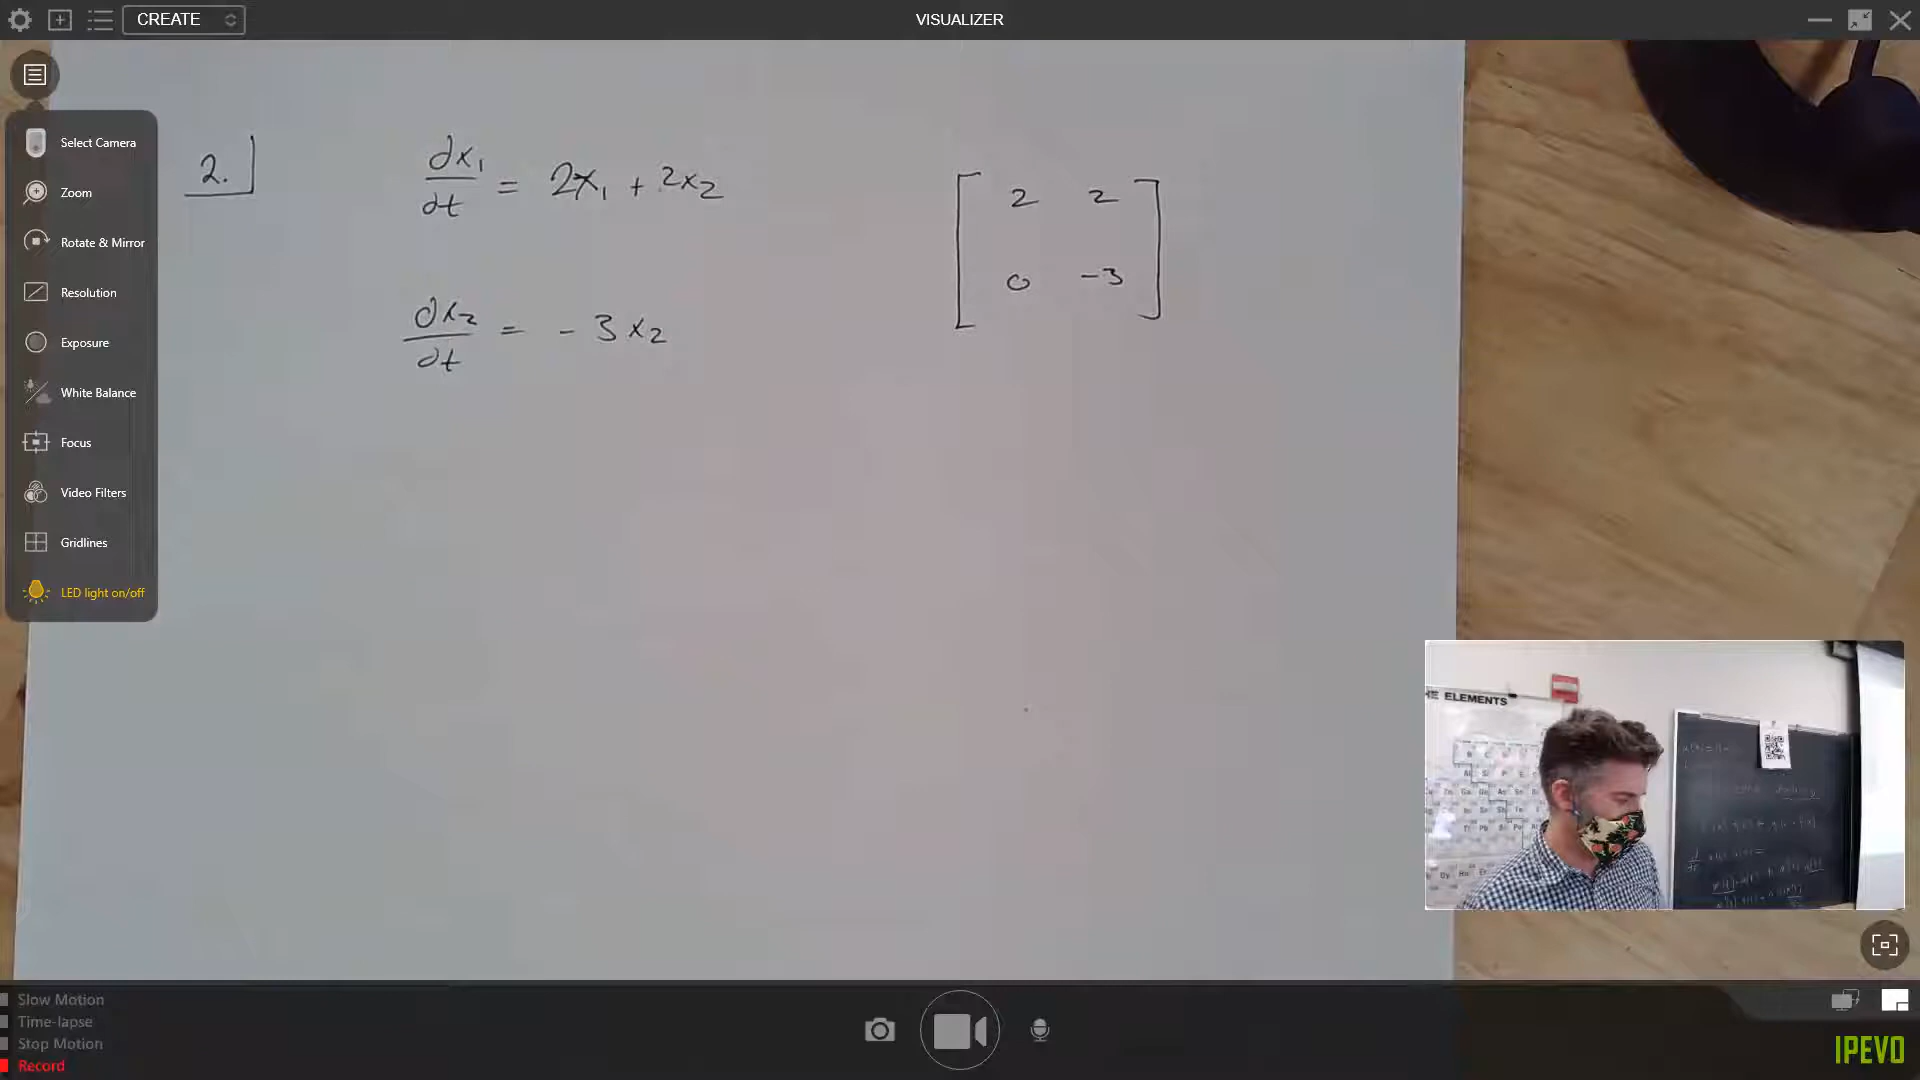 CREATE
VISUALIZER
Select Camera
Zoom
Rotate & Mirror
Resolution
Exposure
White Balance
Focus
Video Filters
Gridlines
LED light on/off
2.
dx₁/dt = 2x₁ + 2x₂
dx₂/dt = - 3x₂
2 2
0 -3
HE ELEMENTS
Slow Motion
Time-lapse
Stop Motion
Record
IPEVO